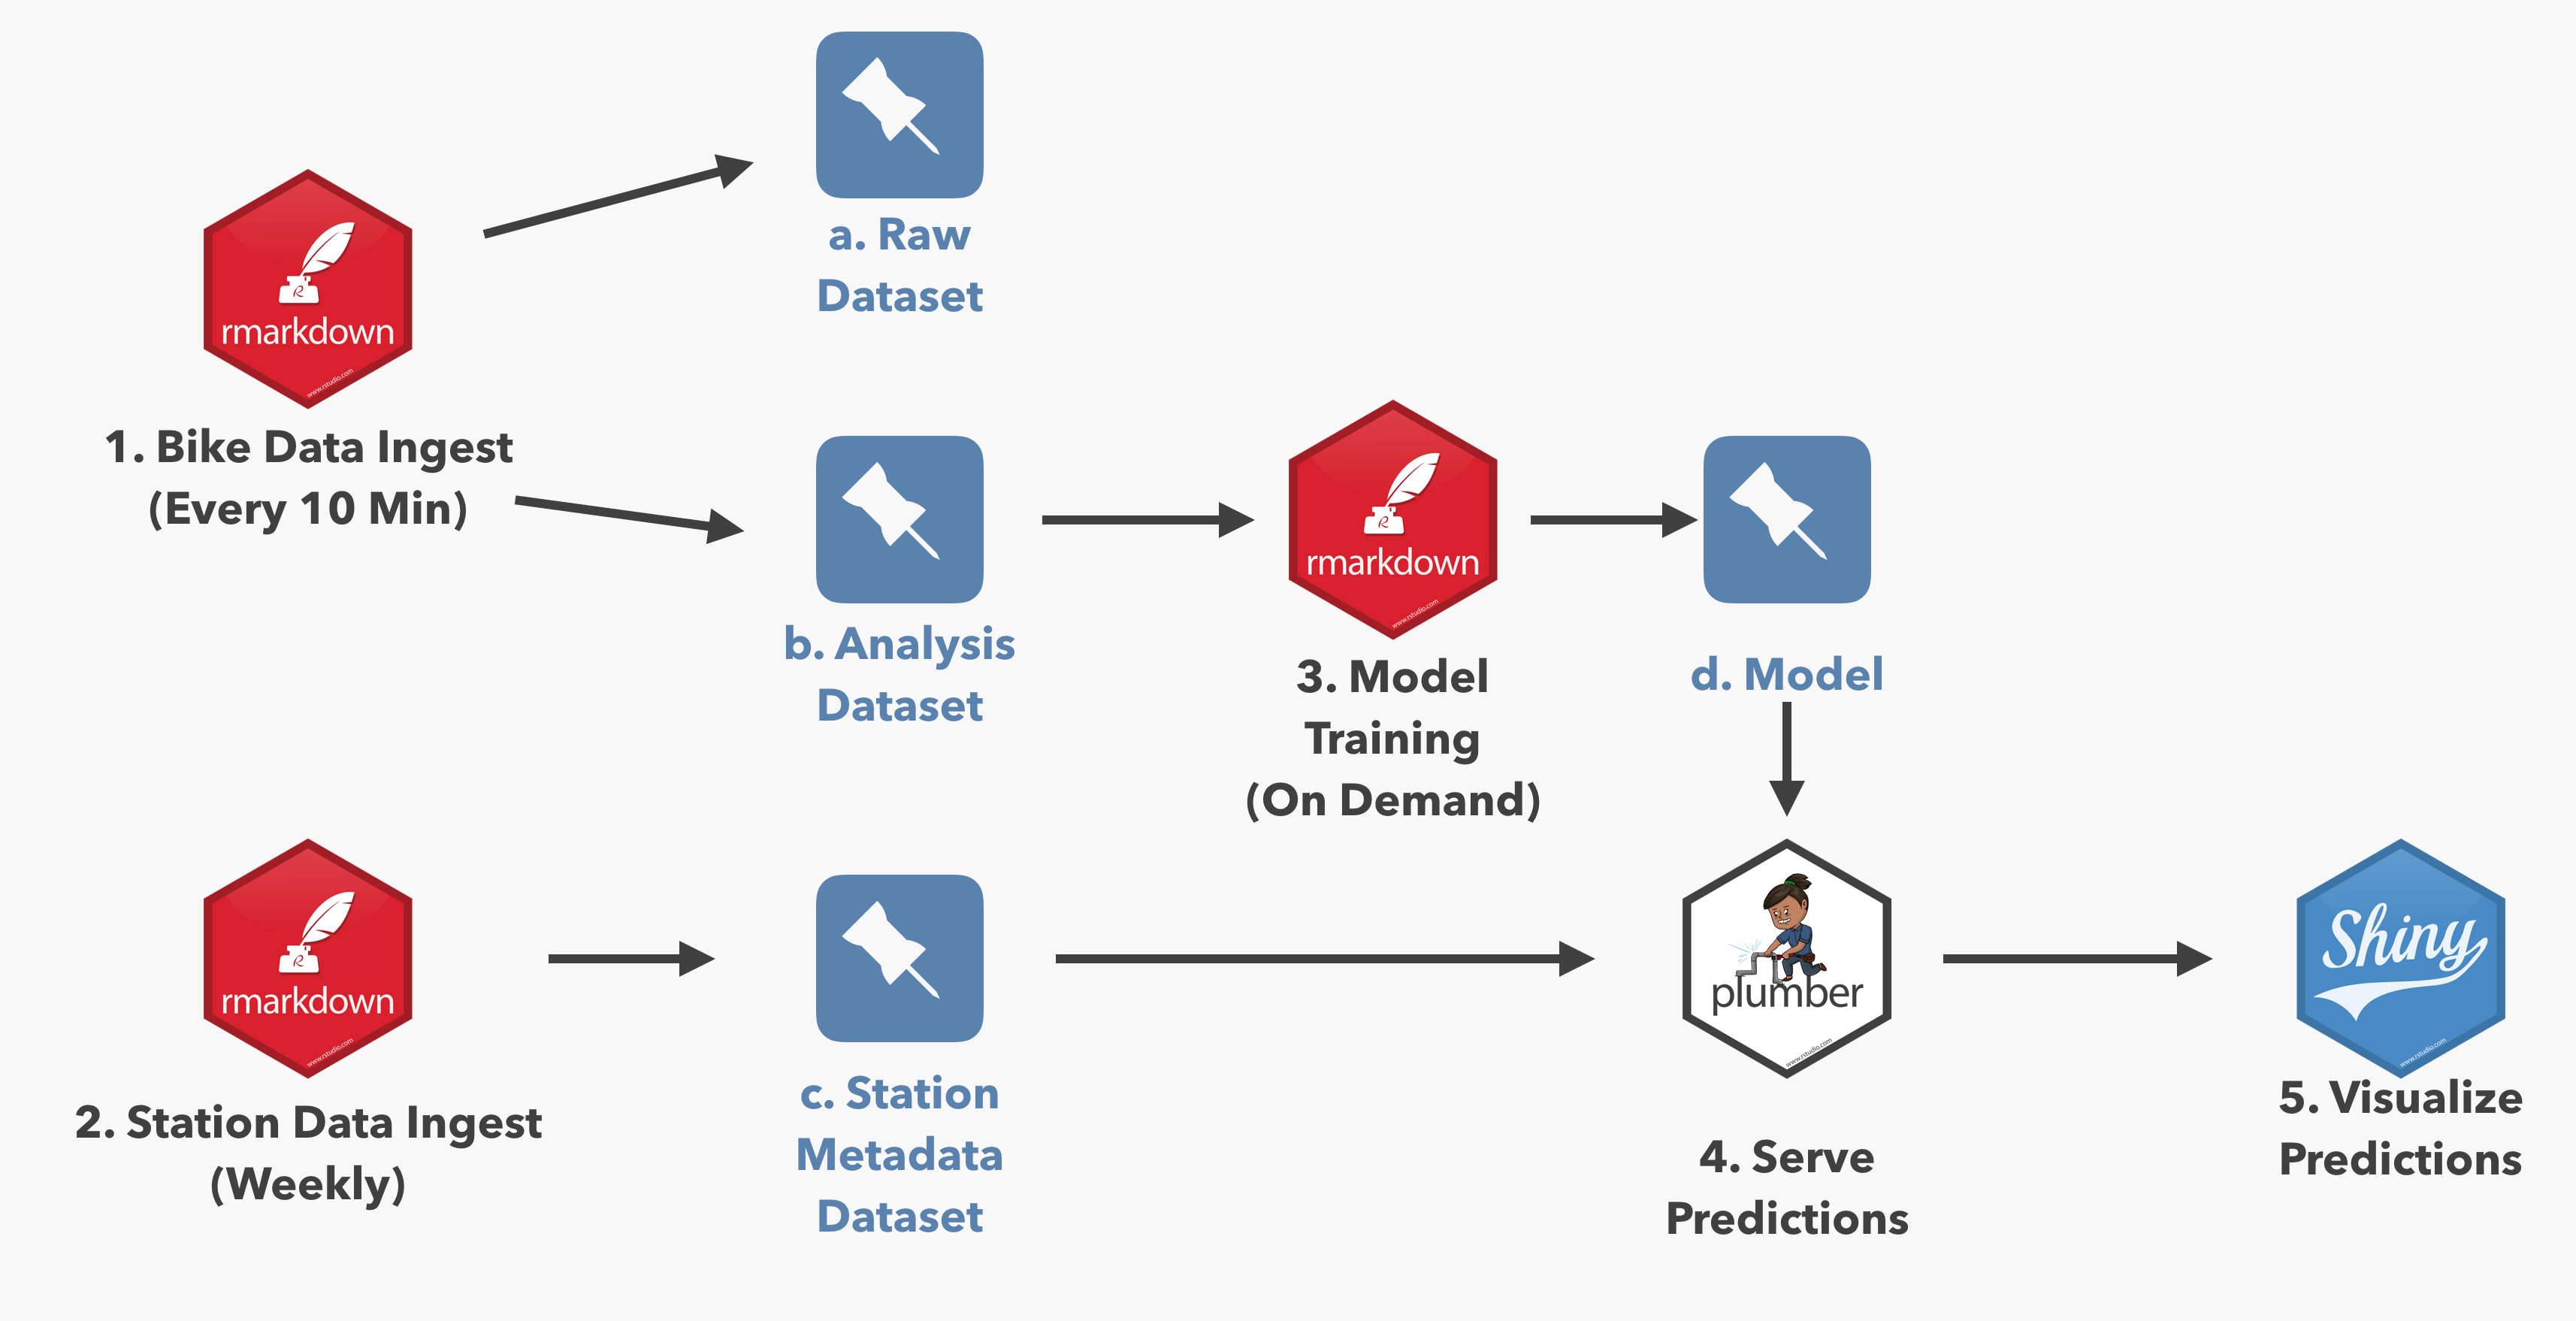 a. Raw
Dataset
R
rmarkdown
www.rstudio.com
1. Bike Data Ingest
(Every 10 Min)
b. Analysis
Dataset
R
rmarkdown
www.rstudio.com
3. Model
Training
(On Demand)
d. Model
R
rmarkdown
www.rstudio.com
2. Station Data Ingest
(Weekly)
c. Station
Metadata
Dataset
plumber
www.rstudio.com
4. Serve
Predictions
Shiny
www.rstudio.com
5. Visualize
Predictions